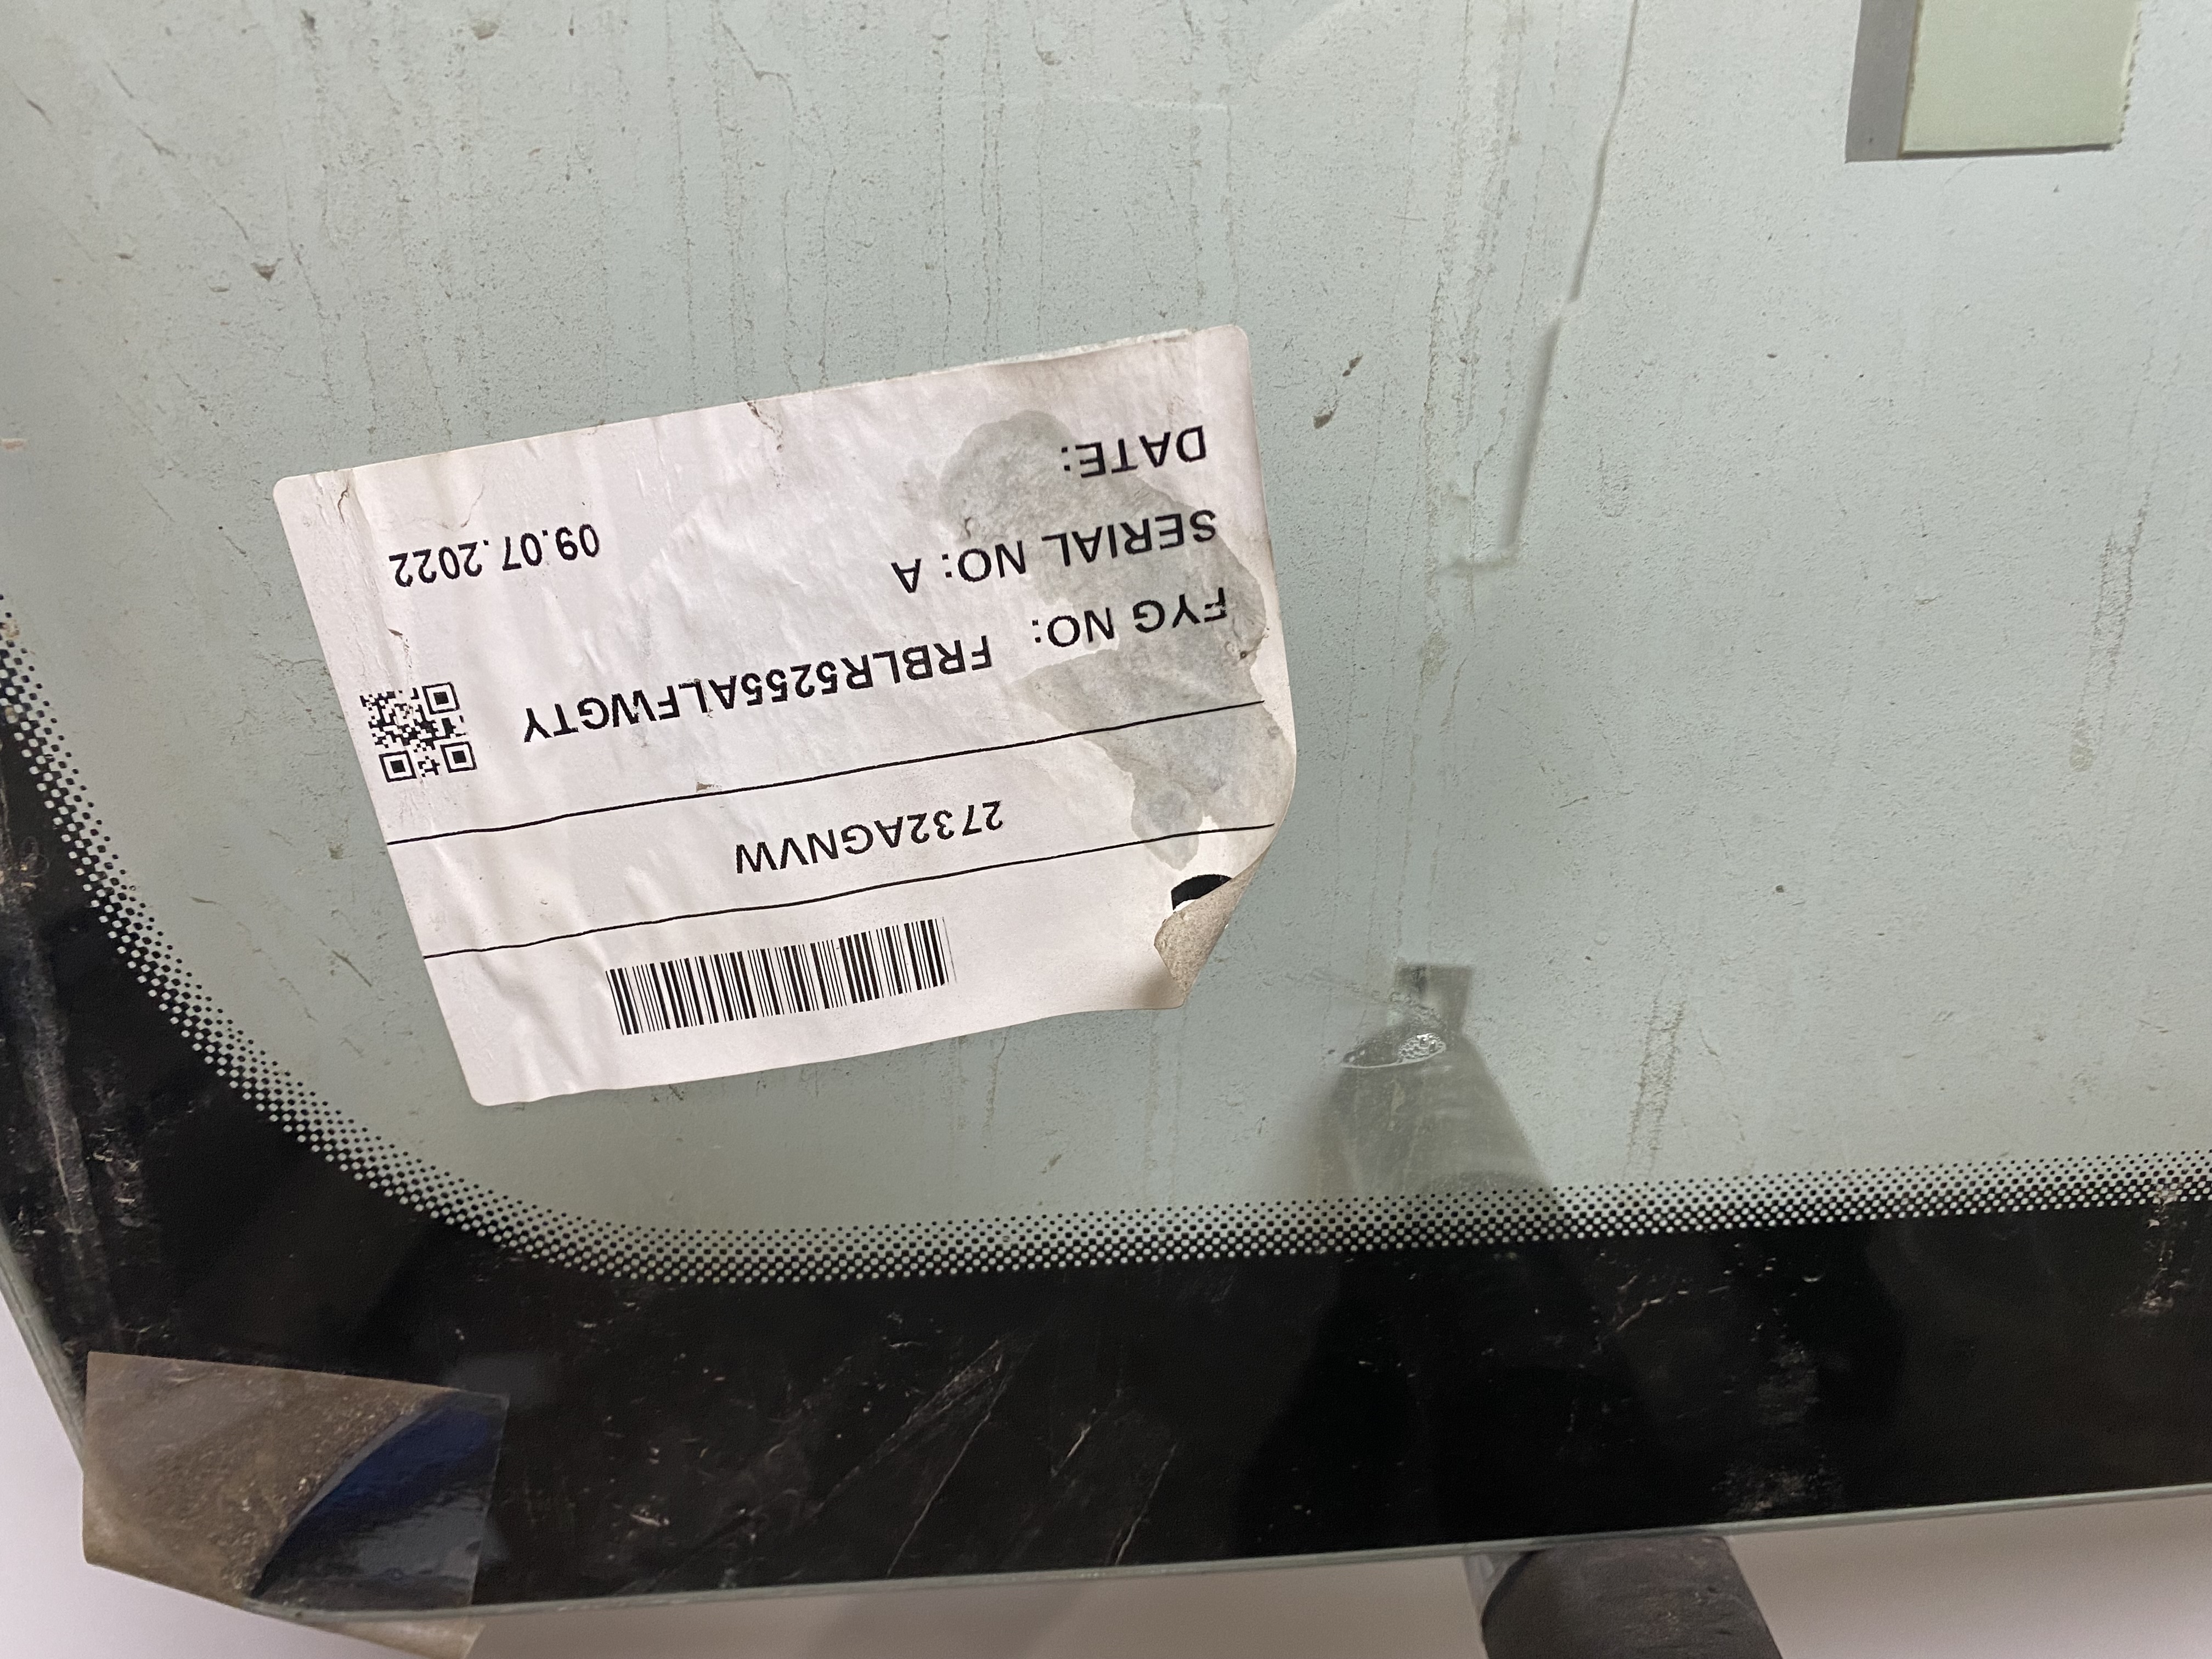 2732AGNVW
FYG NO: FRBLR5255ALFWGTY
SERIAL NO: A
DATE: 09.07.2022